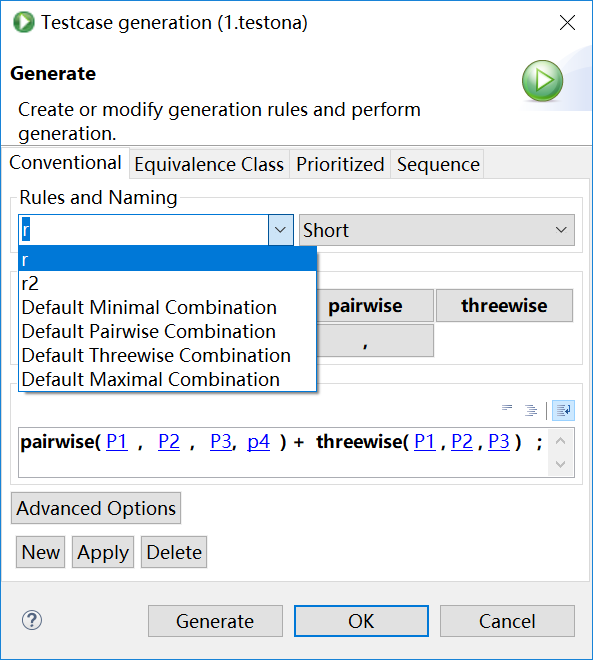 Testcase generation (1.testona)
Generate
Create or modify generation rules and perform
generation.
Conventional Equivalence Class Prioritized Sequence
Rules and Naming
r Short
r
r2
Default Minimal Combination
Default Pairwise Combination
Default Threewise Combination
Default Maximal Combination
pairwise threewise
,
pairwise( P1 , P2 , P3, p4 ) + threewise( P1 , P2 , P3 ) ;
Advanced Options
New Apply Delete
? Generate OK Cancel